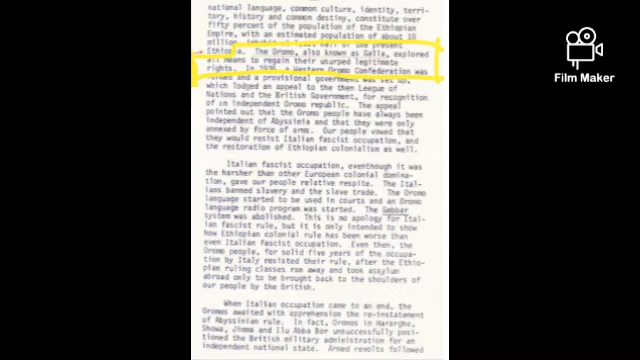 national language, common culture, identity, terri-
tory, history and common destiny, constitute over
fifty percent of the population of the Ethiopian
Empire, with an estimated population of about 18
million, inhabit at least half of the present
Ethiopia. The Oromo, also known as Galla, explored
all means to regain their usurped legitimate
rights. In 1936, a Western Oromo Confederation was
formed and a provisional government was set up,
which lodged an appeal to the then League of
Nations and the British Government, for recognition
of an independent Oromo republic. The appeal
pointed out that the Oromo people have always been
independent of Abyssinia and that they were only
annexed by force of arms. Our people vowed that
they would resist Italian fascist occupation, and
the restoration of Ethiopian colonialism as well.
Italian fascist occupation, eventhough it was
the harsher than other European colonial domina-
tion, gave our people relative respite. The Ital-
ians banned slavery and the slave trade. The Oromo
language started to be used in courts and an Oromo
language radio program was started. The Gabbar
system was abolished. This is no apology for Ital-
ian fascist rule, but it is only intended to show
how Ethiopian colonial rule has been worse than
even Italian fascist occupation. Even then, the
Oromo people, for solid five years of the occupa-
tion by Italy resisted their rule, after the Ethio-
pian ruling classes ran away and took assylum
abroad only to be brought back to the shoulders of
our people by the British.
When Italian occupation came to an end, the
Oromos awaited with apprehension the re-instatement
of Abyssinian rule. In fact, Oromos in Hararghe,
Showa, Jimma and Ilu Abba Bor unsuccessfully posi-
tioned the British military administration for an
independent national state. Armed revolts followed
Film Maker